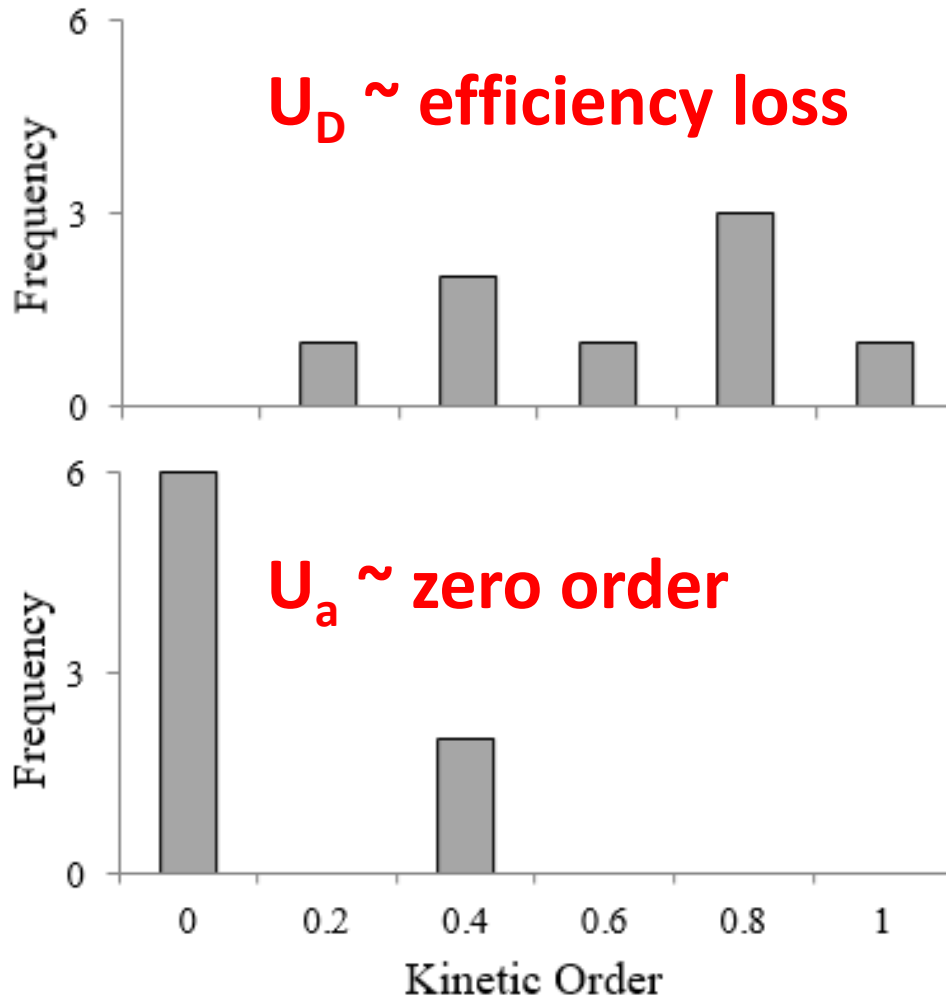 6
U_D ~ efficiency loss
Frequency
3
0
6
U_a ~ zero order
Frequency
3
0
0 0.2 0.4 0.6 0.8 1
Kinetic Order